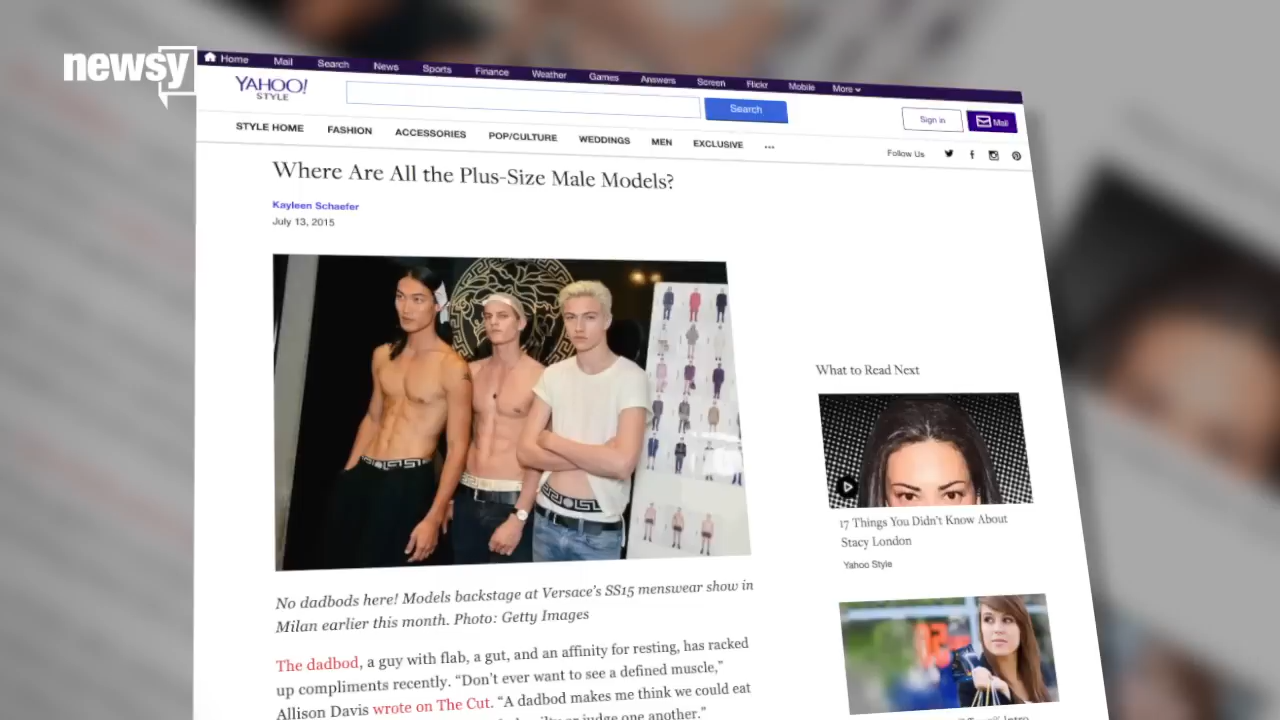 newsy
Home Mail Search News Sports Finance Weather Games Answers Screen Flickr Mobile More
YAHOO!
STYLE
Search
Sign in
Mail
STYLE HOME FASHION ACCESSORIES POP/CULTURE WEDDINGS MEN EXCLUSIVE ...
Follow Us
Where Are All the Plus-Size Male Models?
Kayleen Schaefer
July 13, 2015
What to Read Next
17 Things You Didn't Know About
Stacy London
Yahoo Style
No dadbods here! Models backstage at Versace's SS15 menswear show in
Milan earlier this month. Photo: Getty Images
The dadbod, a guy with flab, a gut, and an affinity for resting, has racked
up compliments recently. “Don't ever want to see a defined muscle,”
Allison Davis wrote on The Cut. “A dadbod makes me think we could eat
or judge one another.”